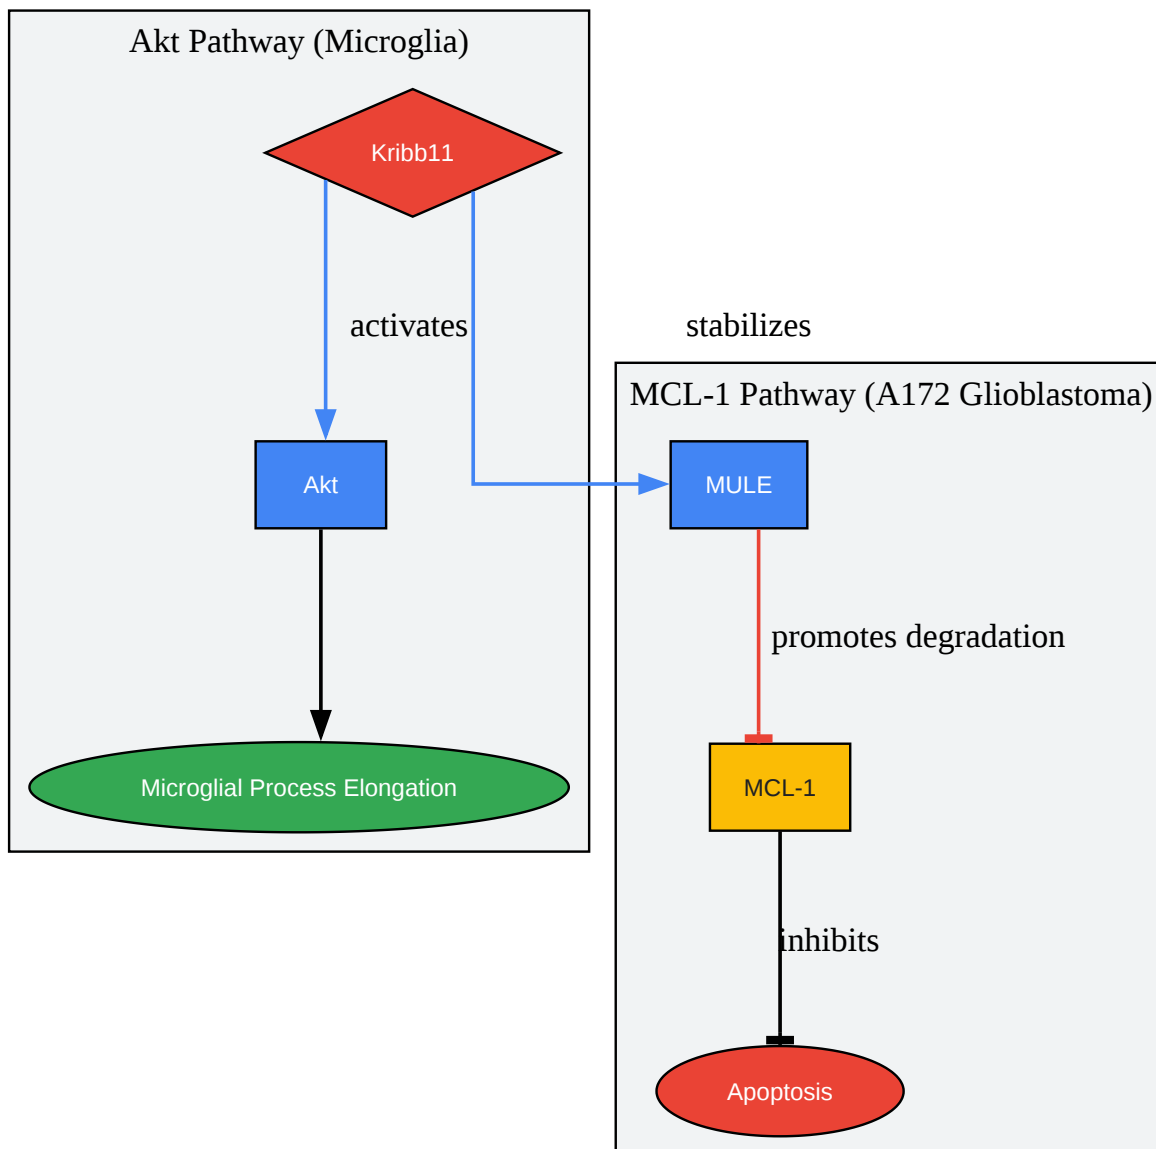 Akt Pathway (Microglia)
Kribb11
activates
stabilizes
MCL-1 Pathway (A172 Glioblastoma)
Akt
MULE
promotes degradation
Microglial Process Elongation
MCL-1
inhibits
Apoptosis